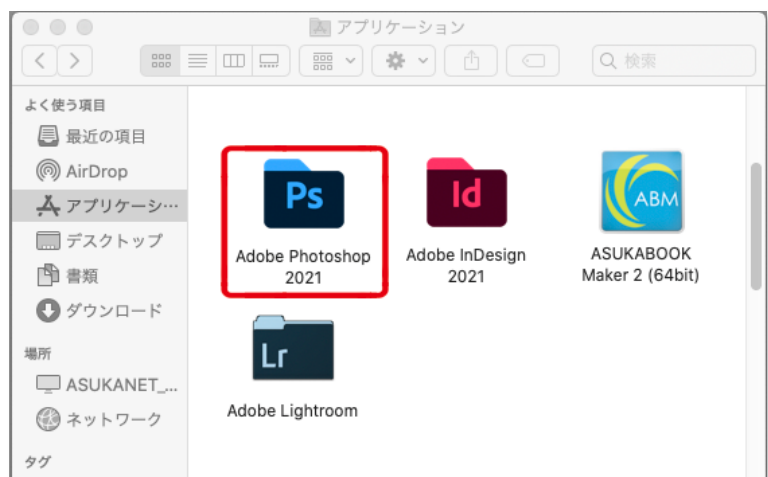 アプリケーション
検索
よく使う項目
最近の項目
AirDrop
アプリケーシ…
デスクトップ
書類
ダウンロード
場所
ASUKANET_...
ネットワーク
タグ
Ps
Adobe Photoshop
2021
Id
Adobe InDesign
2021
ABM
ASUKABOOK
Maker 2 (64bit)
Lr
Adobe Lightroom